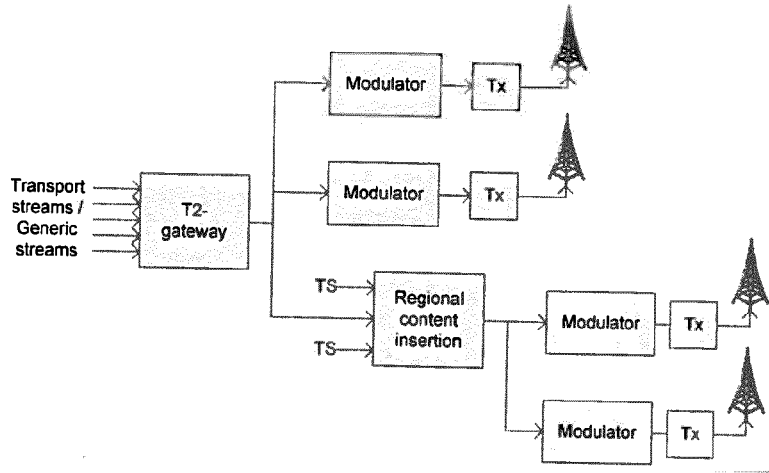 Modulator
Tx
Transport
streams /
Generic
streams
T2-
gateway
Modulator
Tx
TS
TS
Regional
content
insertion
Modulator
Tx
Modulator
Tx